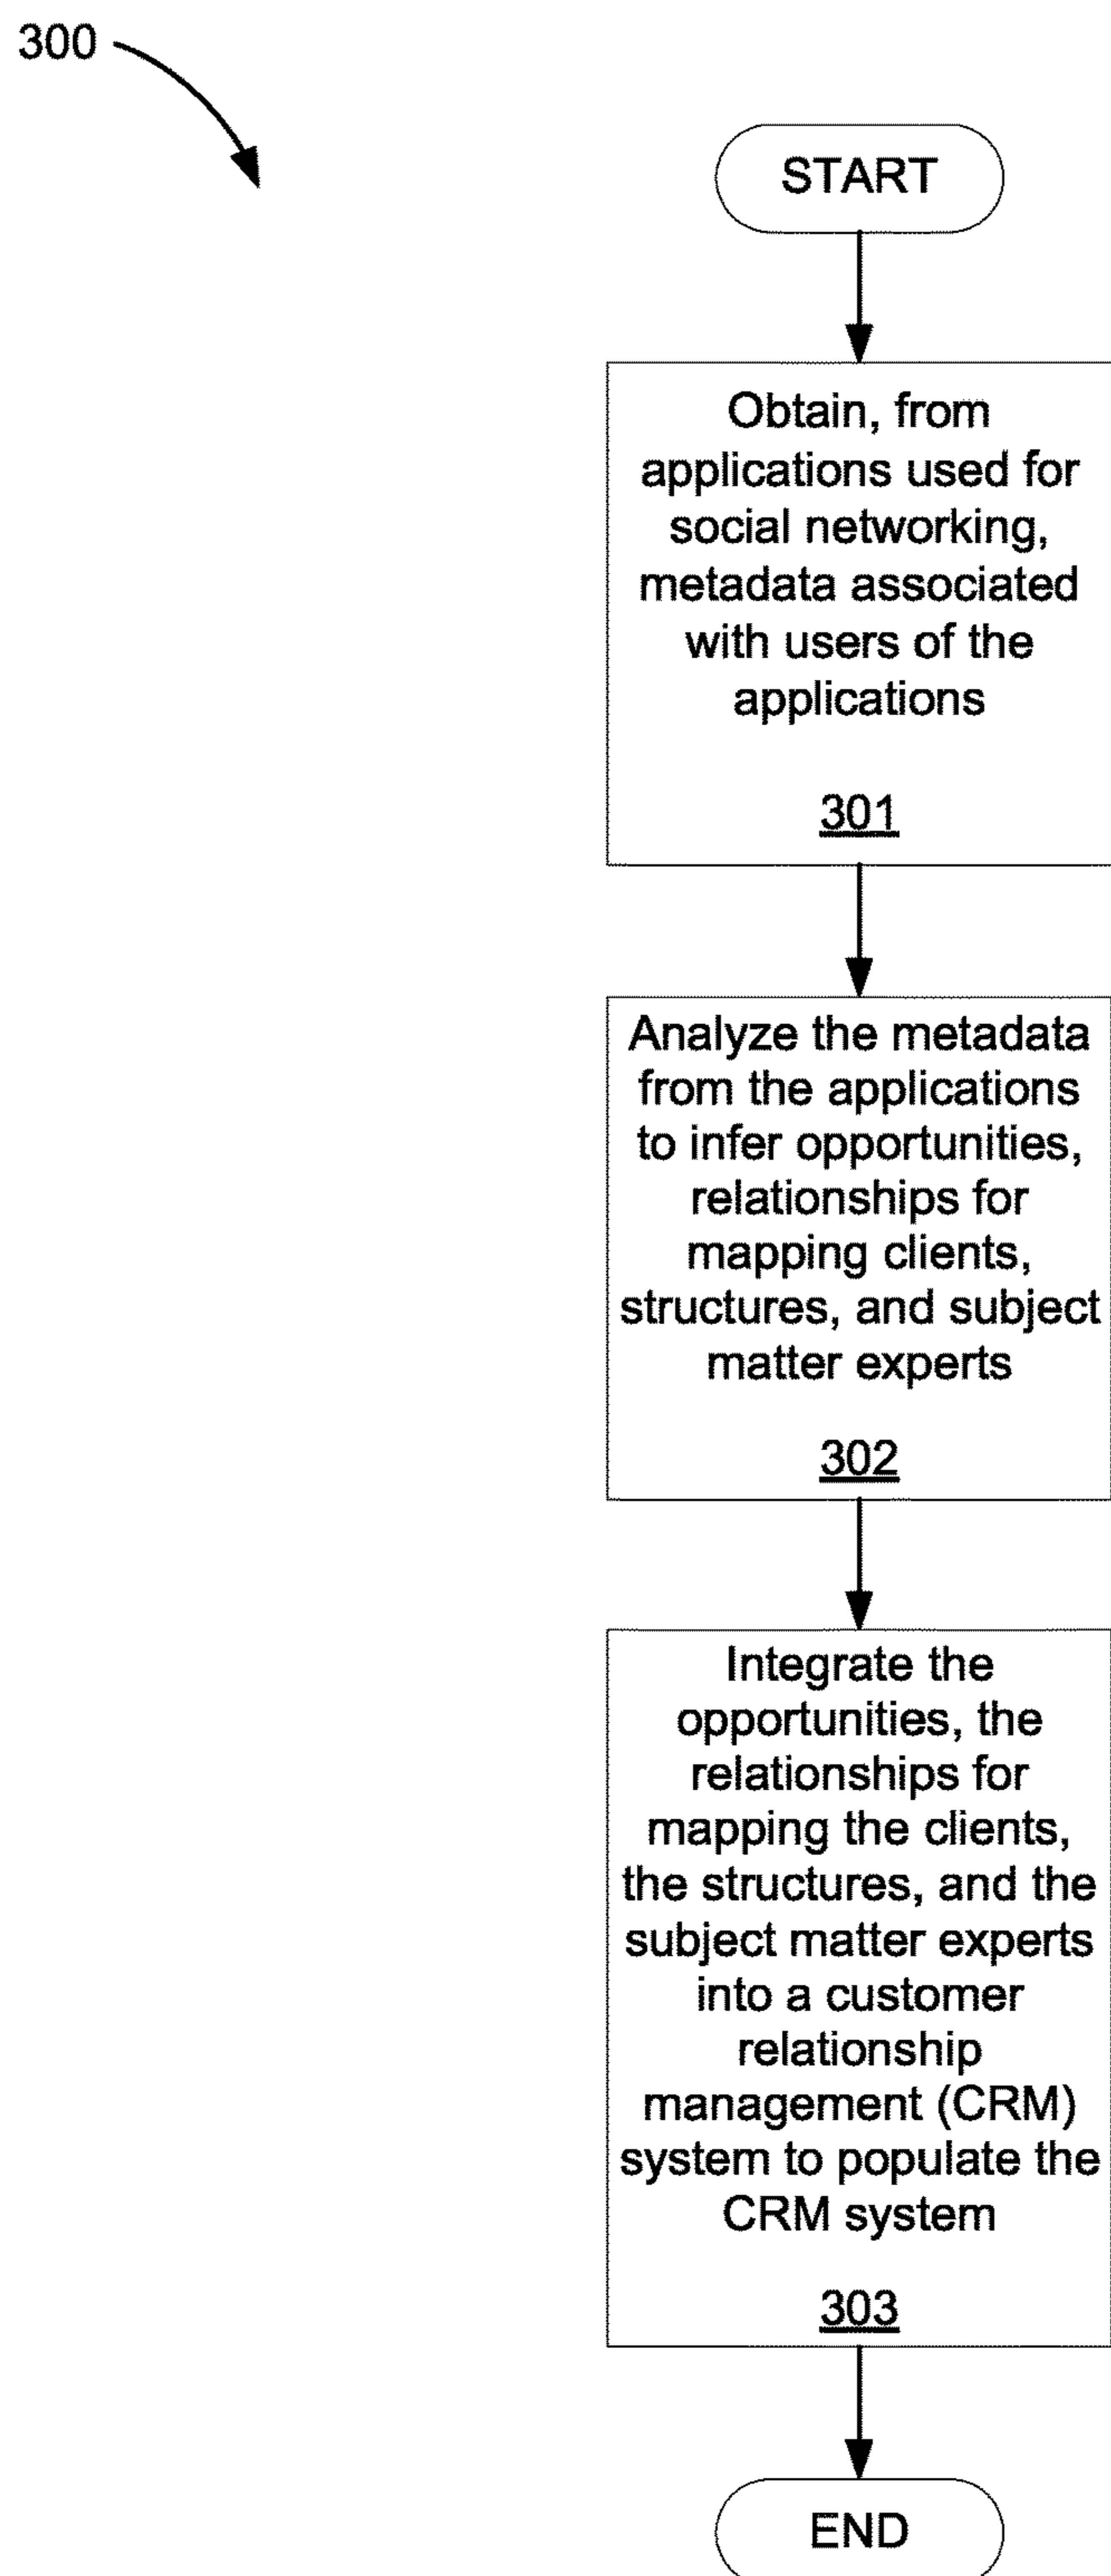 300
START
Obtain, from
applications used for
social networking,
metadata associated
with users of the
applications
301
Analyze the metadata
from the applications
to infer opportunities,
relationships for
mapping clients,
structures, and subject
matter experts
302
Integrate the
opportunities, the
relationships for
mapping the clients,
the structures, and the
subject matter experts
into a customer
relationship
management (CRM)
system to populate the
CRM system
303
END